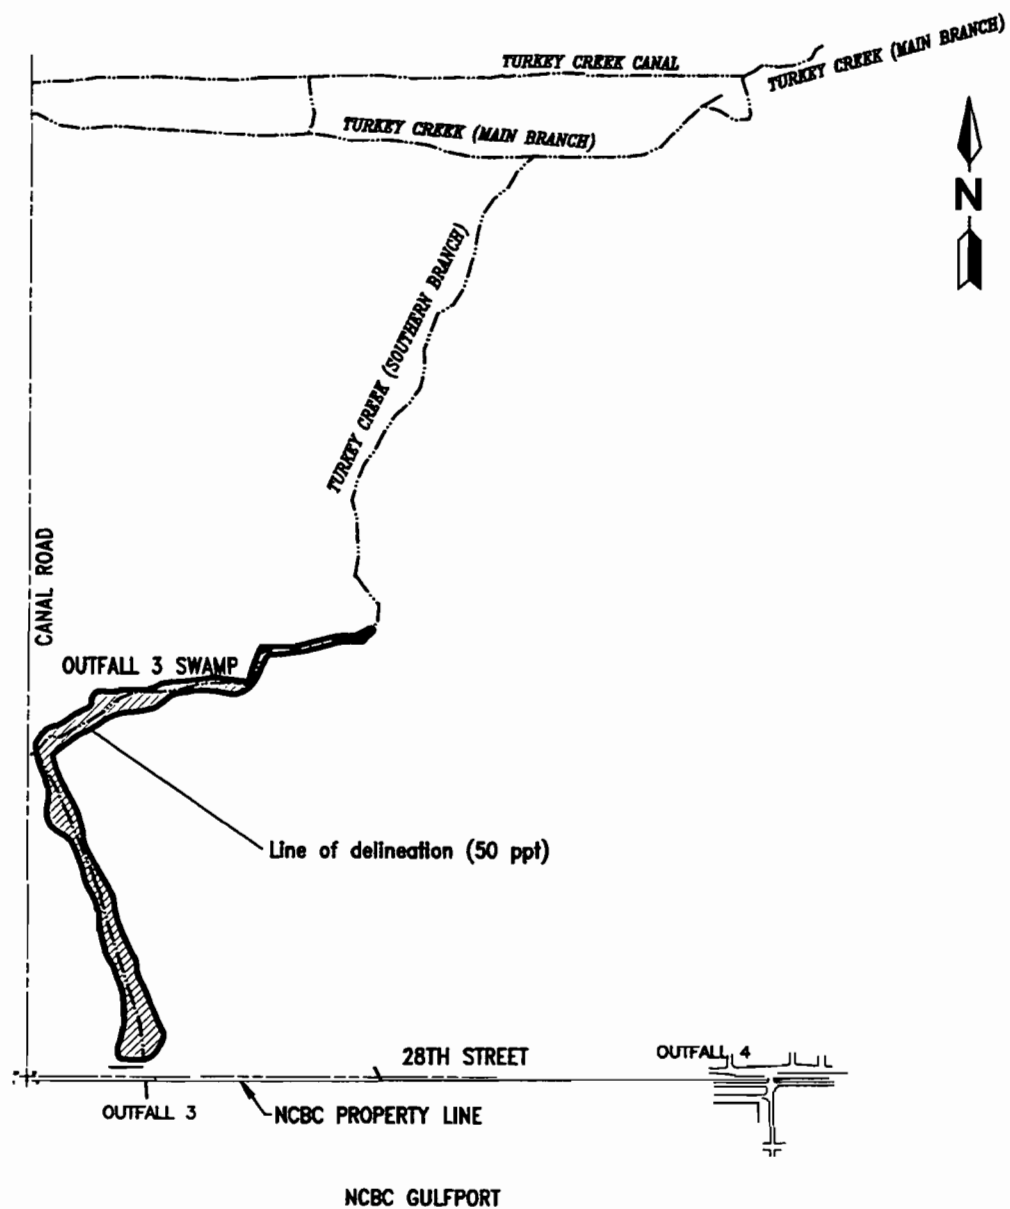 TURKEY CREEK (MAIN BRANCH)
TURKEY CREEK CANAL
TURKEY CREEK (MAIN BRANCH)
N
TURKEY CREEK (SOUTHERN BRANCH)
CANAL ROAD
OUTFALL 3 SWAMP
Line of delineation (50 ppt)
28TH STREET
OUTFALL 4
OUTFALL 3
NCBC PROPERTY LINE
NCBC GULFPORT